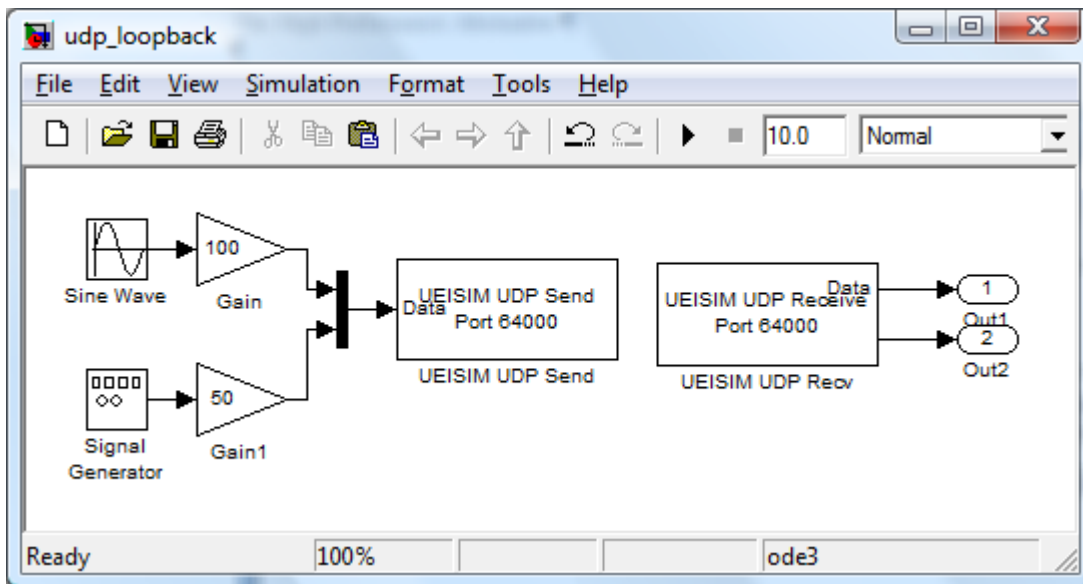 udp_loopback
File Edit View Simulation Format Tools Help
10.0 Normal
100
Sine Wave
Gain
50
Signal
Generator
Gain1
Data
UEISIM UDP Send
Port 64000
UEISIM UDP Send
UEISIM UDP Receive
Port 64000
Data
UEISIM UDP Recv
1
Out1
2
Out2
Ready 100% ode3